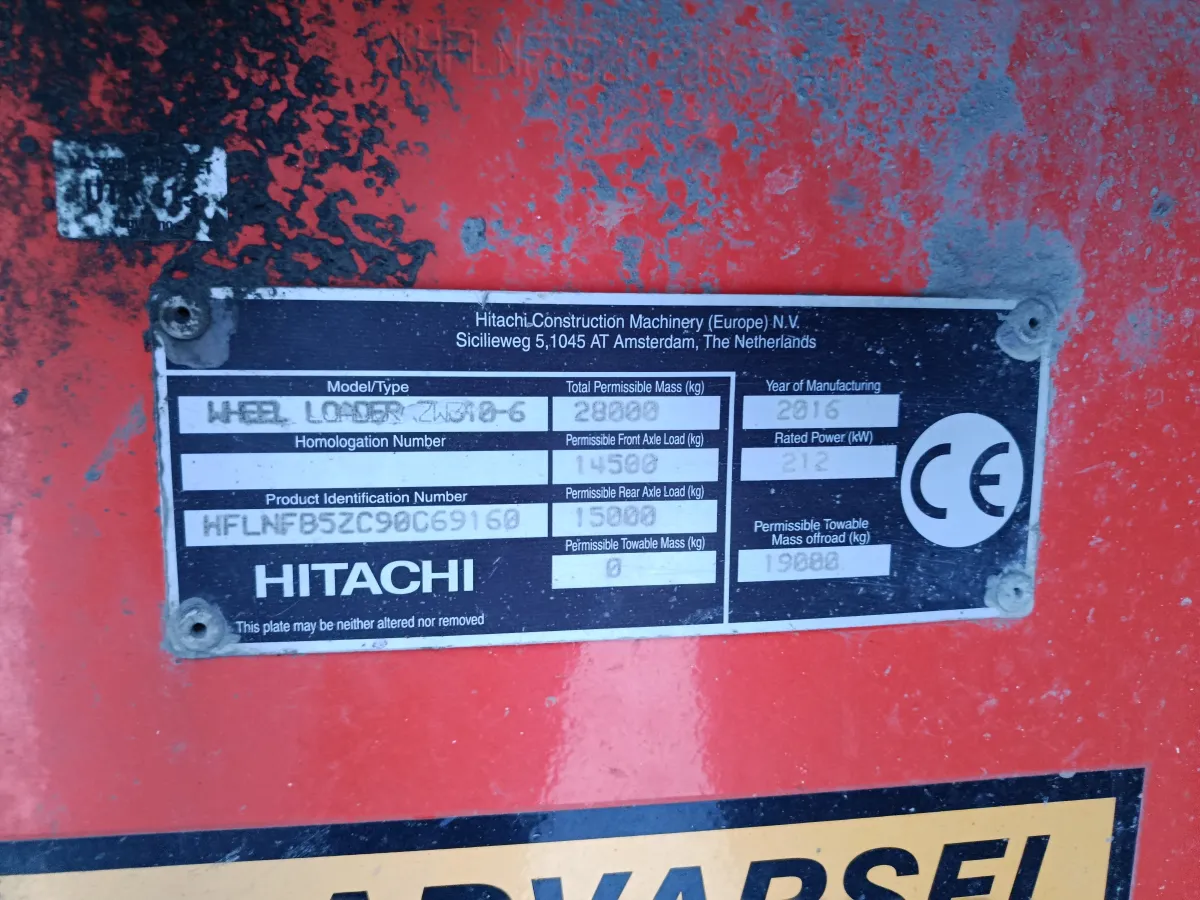 Hitachi Construction Machinery (Europe) N.V.
Sicilieweg 5,1045 AT Amsterdam, The Netherlands
Model/Type
WHEEL LOADER ZW310-6
Homologation Number
Product Identification Number
HFLNFB5ZC90C69160
HITACHI
This plate may be neither altered nor removed
Total Permissible Mass (kg)
28000
Permissible Front Axle Load (kg)
14500
Permissible Rear Axle Load (kg)
15000
Permissible Towable Mass (kg)
0
Year of Manufacturing
2016
Rated Power (kW)
212
Permissible Towable
Mass offroad (kg)
19000
CE
ADVARSEL